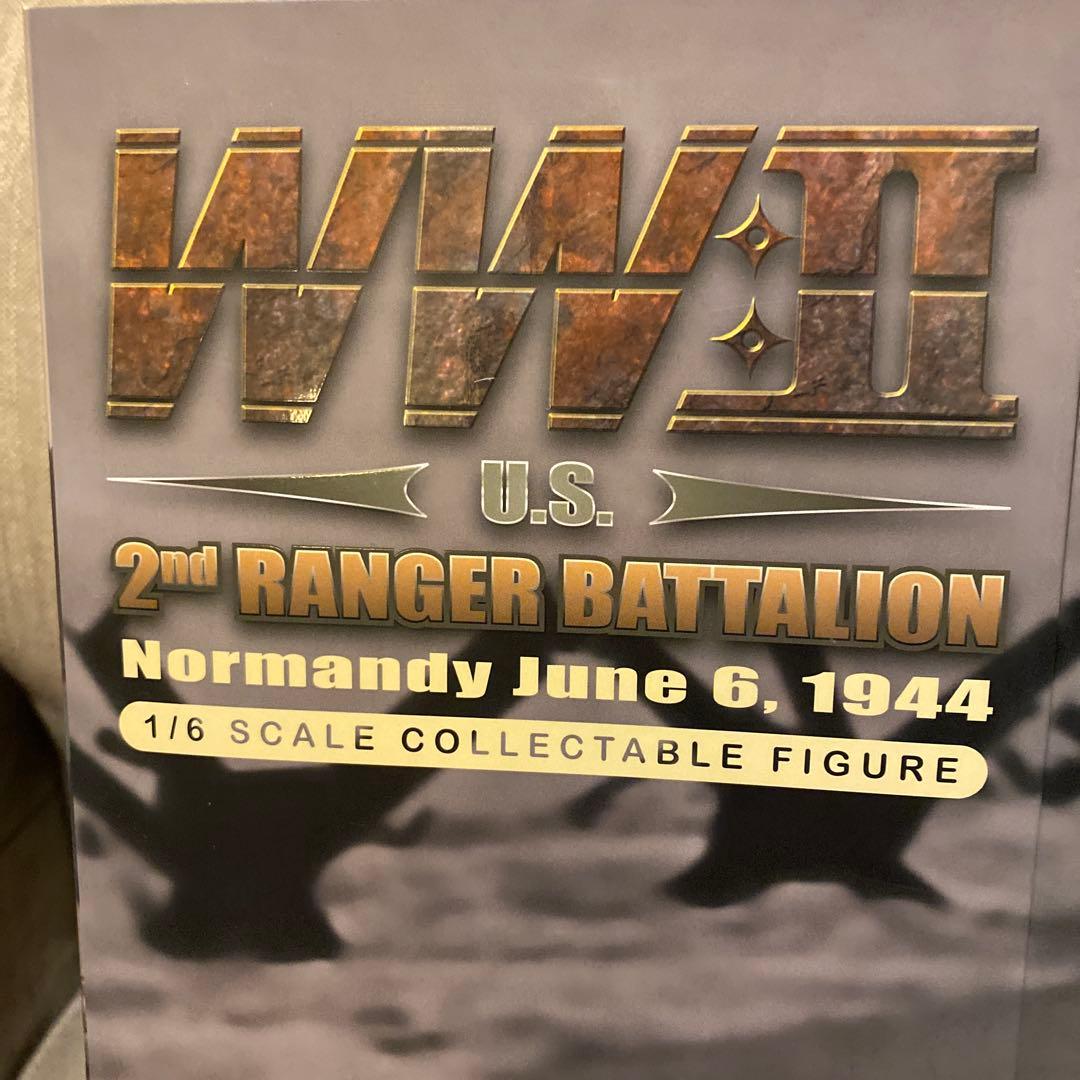 WWII
U.S.
2nd RANGER BATTALION
Normandy June 6, 1944
1/6 SCALE COLLECTABLE FIGURE